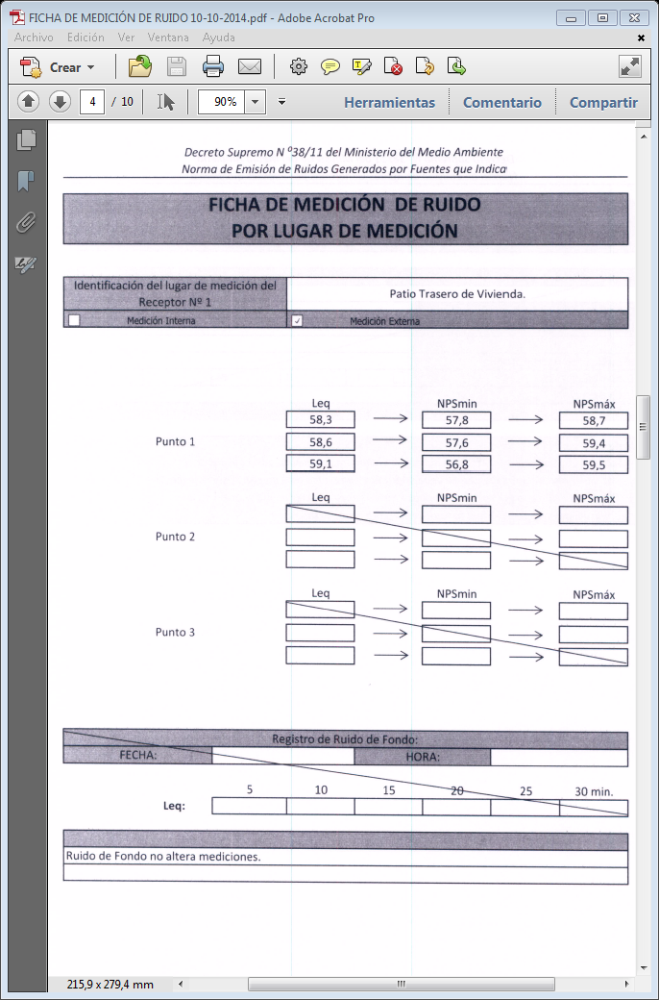 FICHA DE MEDICIÓN DE RUIDO 10-10-2014.pdf - Adobe Acrobat Pro
Archivo Edición Ver Ventana Ayuda
Crear
4 / 10 90% Herramientas Comentario Compartir
Decreto Supremo N º38/11 del Ministerio del Medio Ambiente
Norma de Emisión de Ruidos Generados por Fuentes que Indica
FICHA DE MEDICIÓN DE RUIDO
POR LUGAR DE MEDICIÓN
Identificación del lugar de medición del
Receptor Nº 1
Patio Trasero de Vivienda.
Medición Interna Medición Externa
Leq NPSmin NPSmáx
58,3 57,8 58,7
Punto 1 58,6 57,6 59,4
59,1 56,8 59,5
Leq NPSmin NPSmáx
Punto 2
Leq NPSmin NPSmáx
Punto 3
Registro de Ruido de Fondo:
FECHA: HORA:
5 10 15 20 25 30 min.
Leq:
Ruido de Fondo no altera mediciones.
215,9 x 279,4 mm